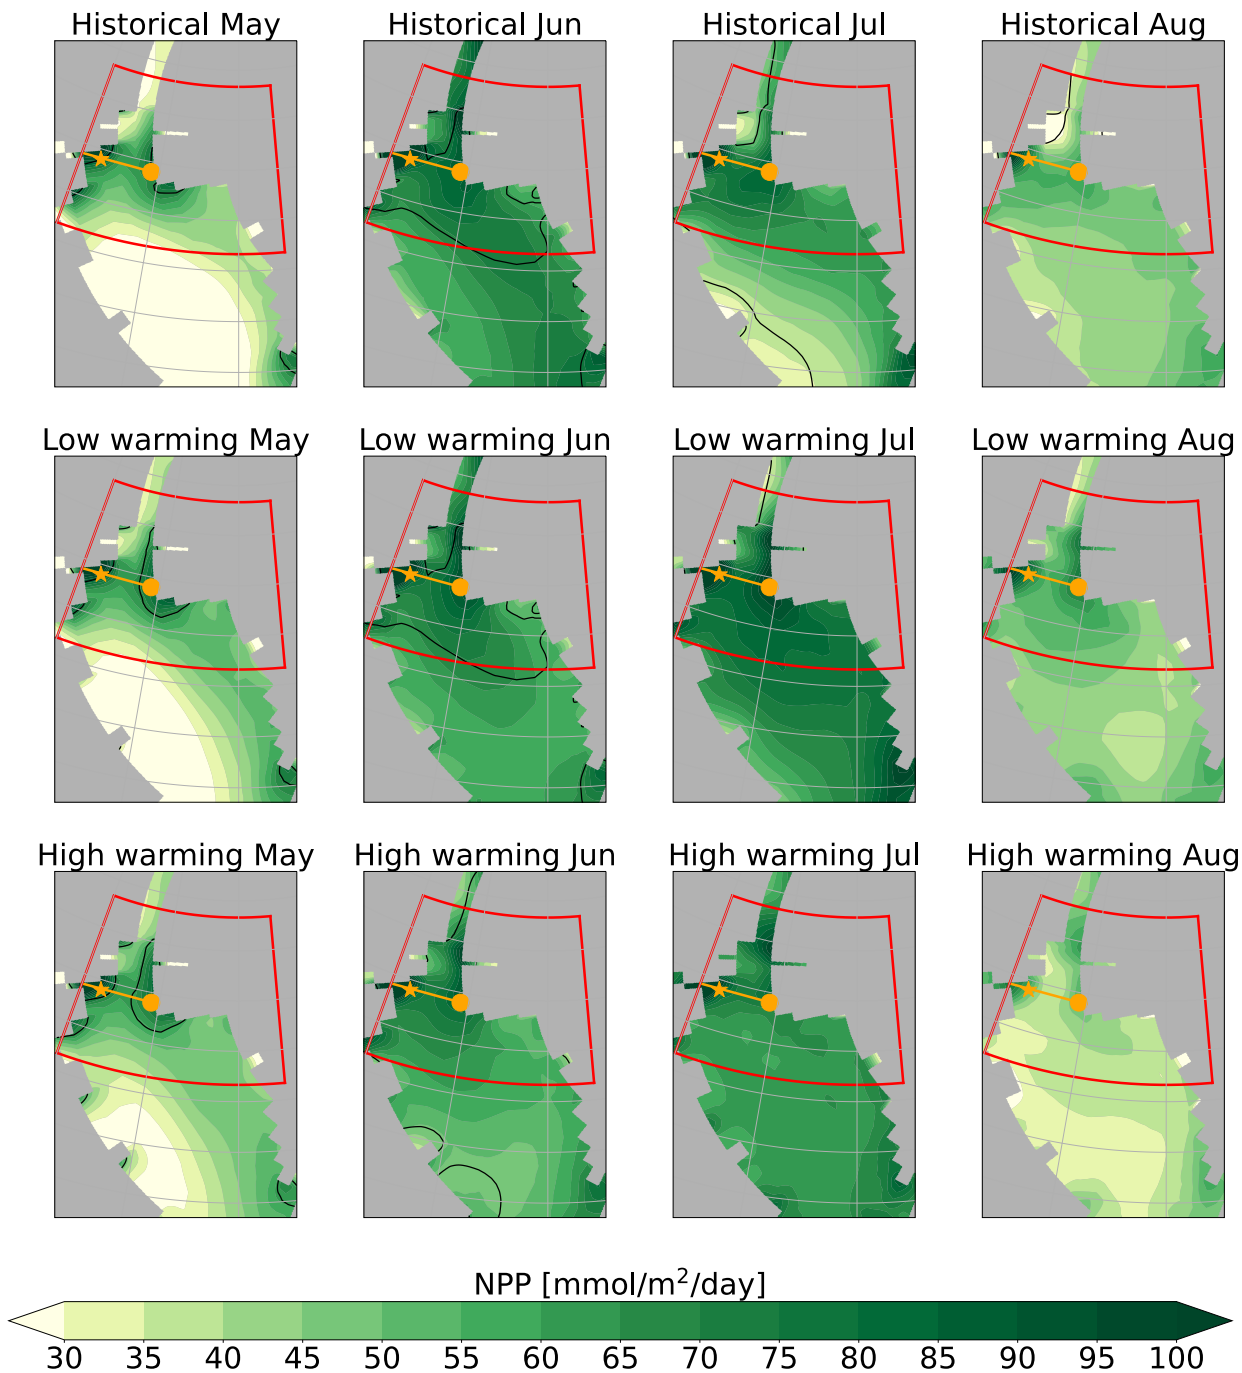 Historical May Historical Jun Historical Jul Historical Aug
Low warming May Low warming Jun Low warming Jul Low warming Aug
High warming May High warming Jun High warming Jul High warming Aug
NPP [mmol/m²/day]
30 35 40 45 50 55 60 65 70 75 80 85 90 95 100